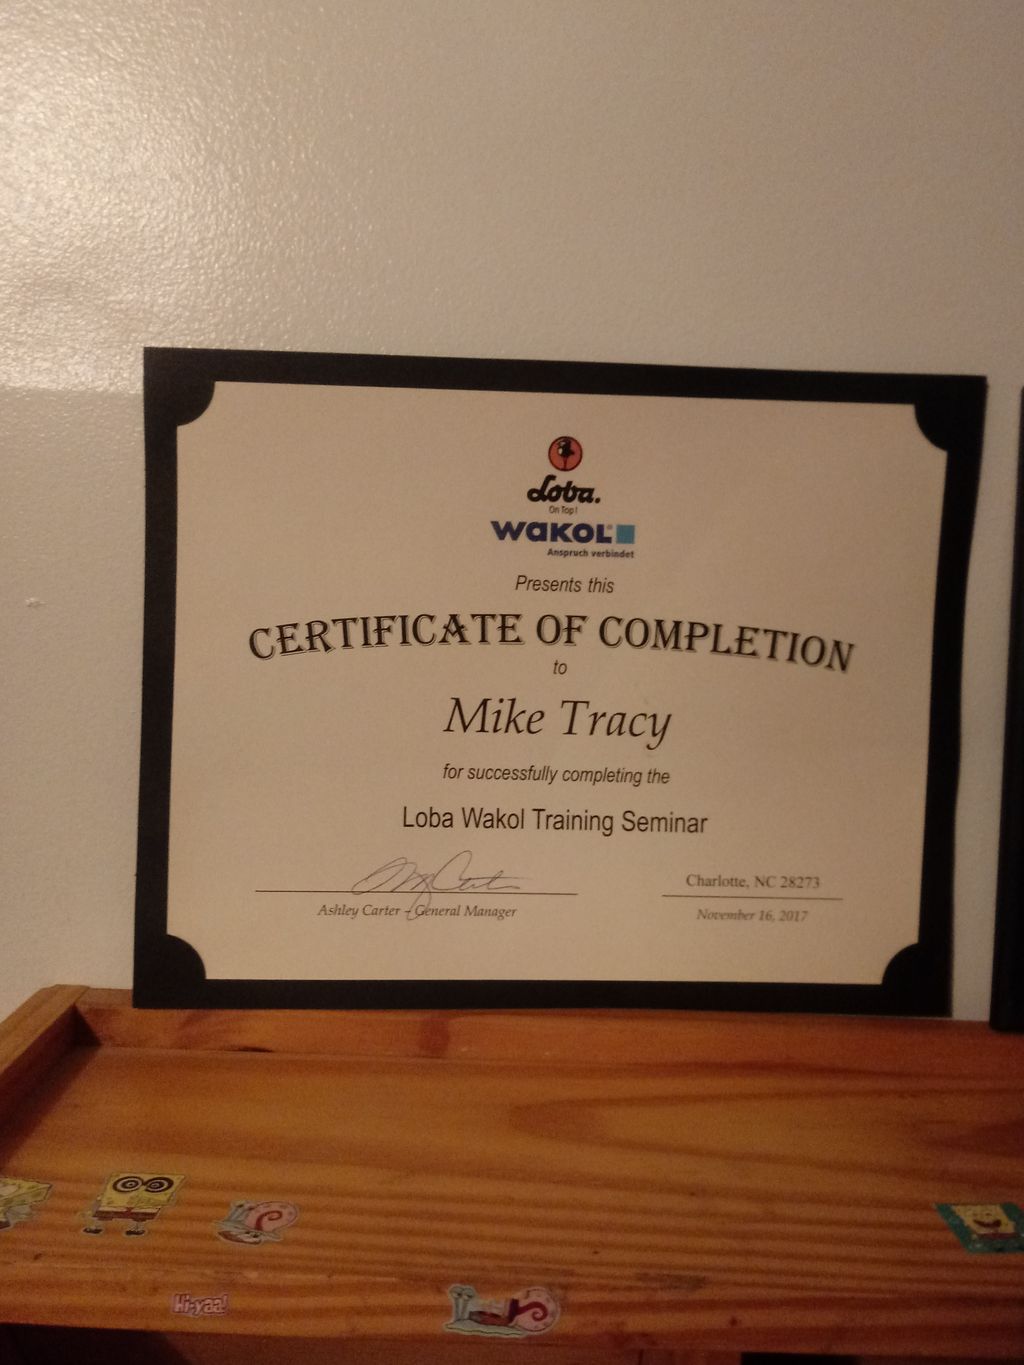 Loba.
On Top!
WAKOL®
Anspruch verbindet
Presents this
CERTIFICATE OF COMPLETION
to
Mike Tracy
for successfully completing the
Loba Wakol Training Seminar
Charlotte, NC 28273
Ashley Carter – General Manager
November 16, 2017
Hi-yaa!